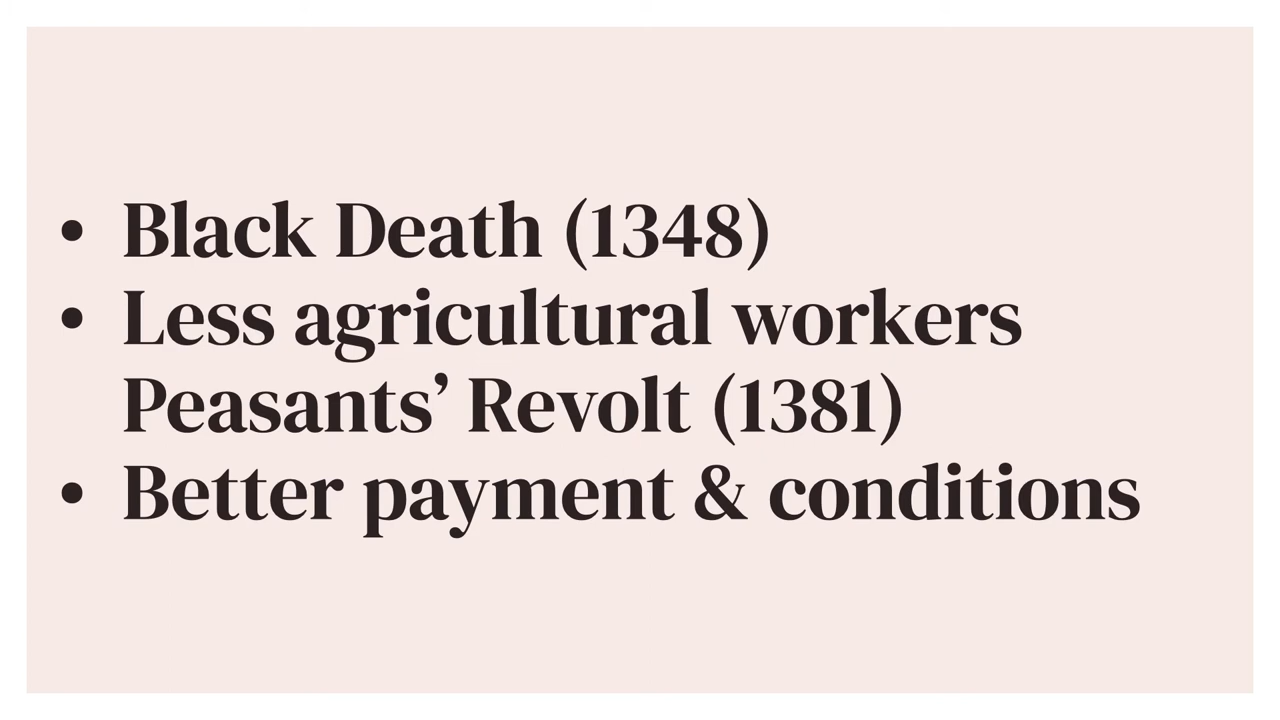 • Black Death (1348)
• Less agricultural workers
Peasants’ Revolt (1381)
• Better payment & conditions